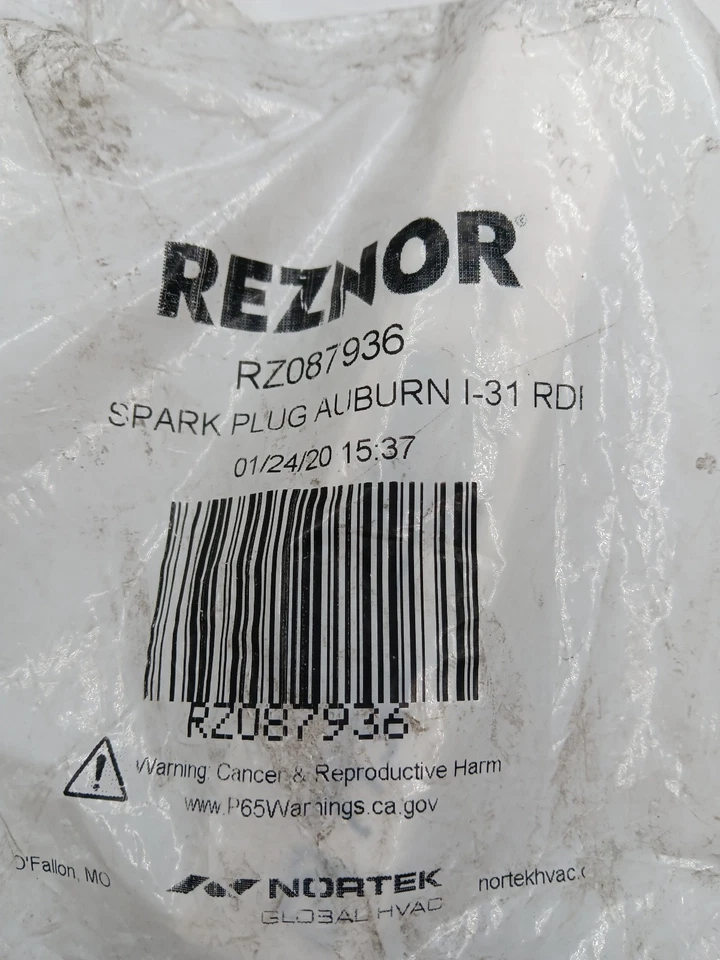 REZNOR®
RZ087936
SPARK PLUG AUBURN I-31 RDI
01/24/20 15:37
RZ087936
Warning: Cancer & Reproductive Harm
www.P65Warnings.ca.gov
O'Fallon, MO
NORTEK
GLOBAL HVAC
nortekhvac.c